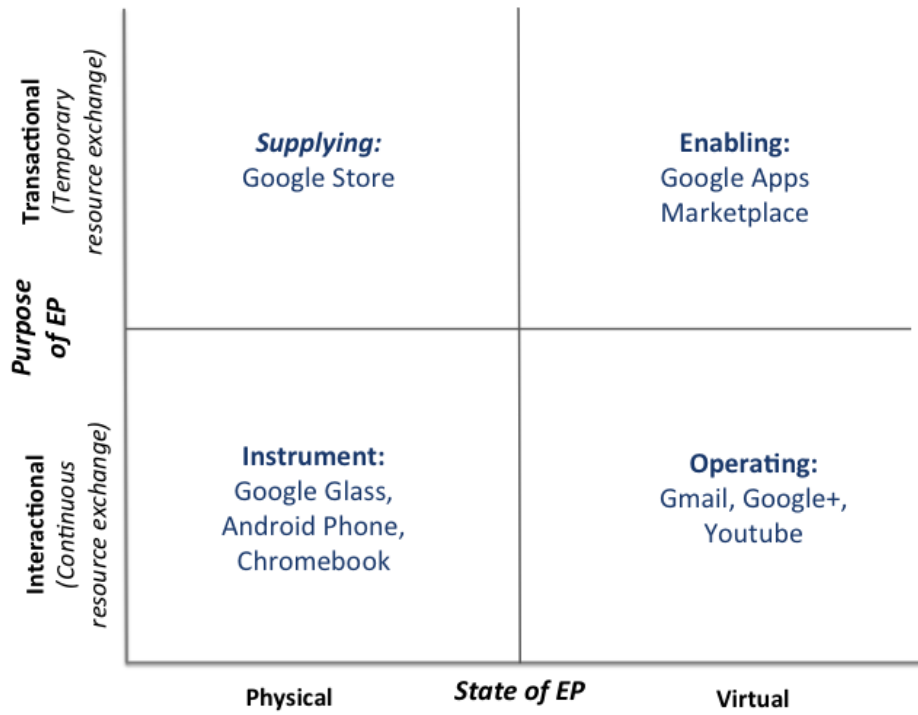 Transactional
(Temporary
resource exchange)
Supplying:
Google Store
Enabling:
Google Apps
Marketplace
Purpose
of EP
Interactional
(Continuous
resource exchange)
Instrument:
Google Glass,
Android Phone,
Chromebook
Operating:
Gmail, Google+,
Youtube
Physical
State of EP
Virtual